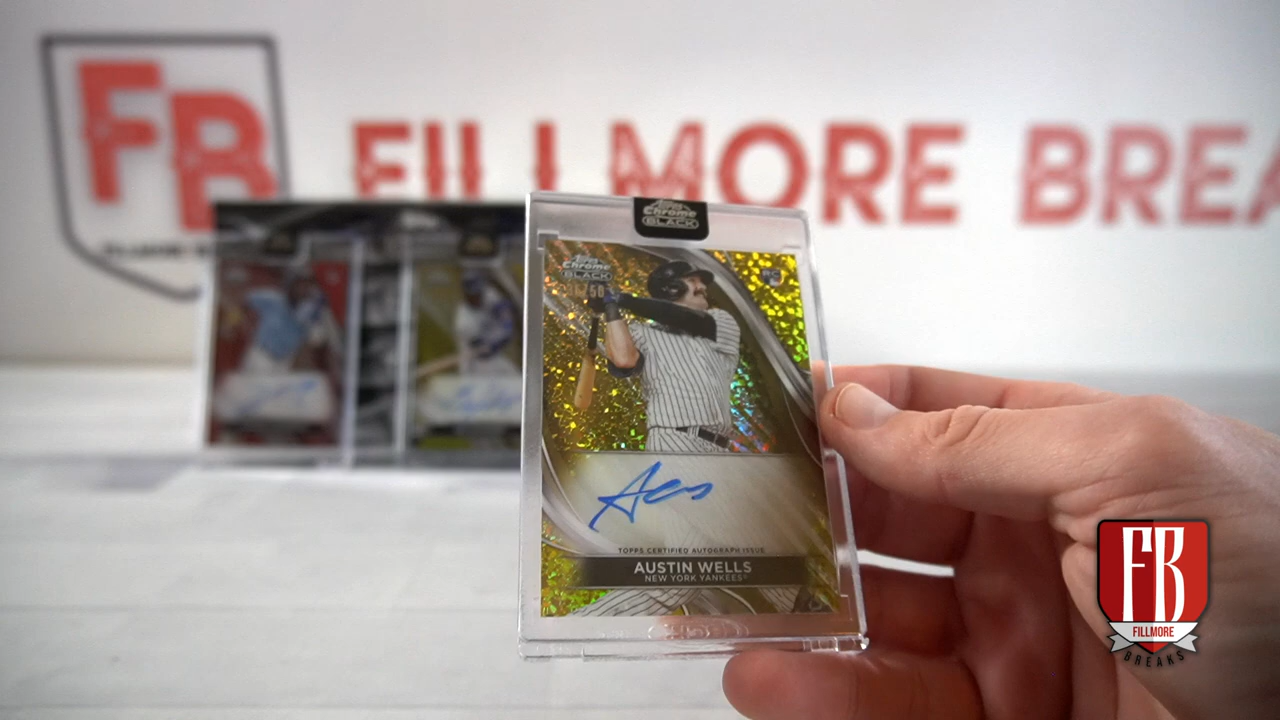 FB
FILLMORE BREA
Topps
Chrome
BLACK
Topps
Chrome
BLACK
RC
TOPPS CERTIFIED AUTOGRAPH ISSUE
AUSTIN WELLS
NEW YORK YANKEES®
FB
FILLMORE
BREAKS